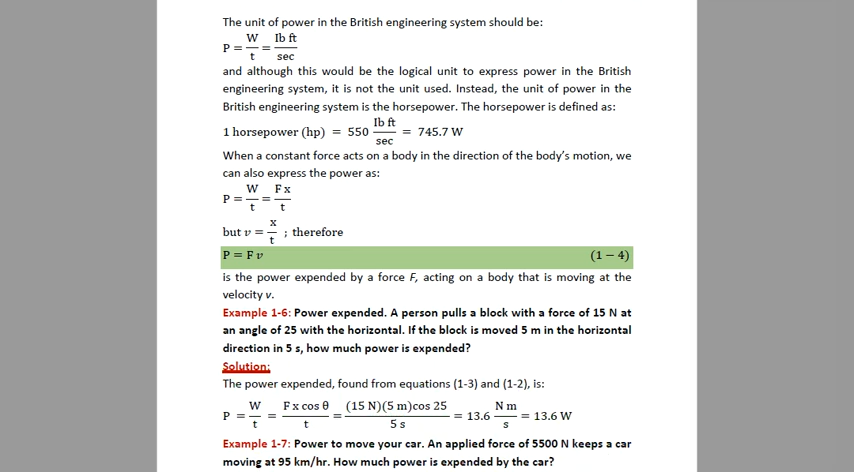 The unit of power in the British engineering system should be:
P = W/t = Ib ft/sec
and although this would be the logical unit to express power in the British
engineering system, it is not the unit used. Instead, the unit of power in the
British engineering system is the horsepower. The horsepower is defined as:
1 horsepower (hp) = 550 Ib ft/sec = 745.7 W
When a constant force acts on a body in the direction of the body's motion, we
can also express the power as:
P = W/t = F x/t
but v = x/t ; therefore
P = F v (1 – 4)
is the power expended by a force F, acting on a body that is moving at the
velocity v.
Example 1-6: Power expended. A person pulls a block with a force of 15 N at
an angle of 25 with the horizontal. If the block is moved 5 m in the horizontal
direction in 5 s, how much power is expended?
Solution:
The power expended, found from equations (1-3) and (1-2), is:
P = W/t = F x cos θ/t = (15 N)(5 m)cos 25/5 s = 13.6 N m/s = 13.6 W
Example 1-7: Power to move your car. An applied force of 5500 N keeps a car
moving at 95 km/hr. How much power is expended by the car?